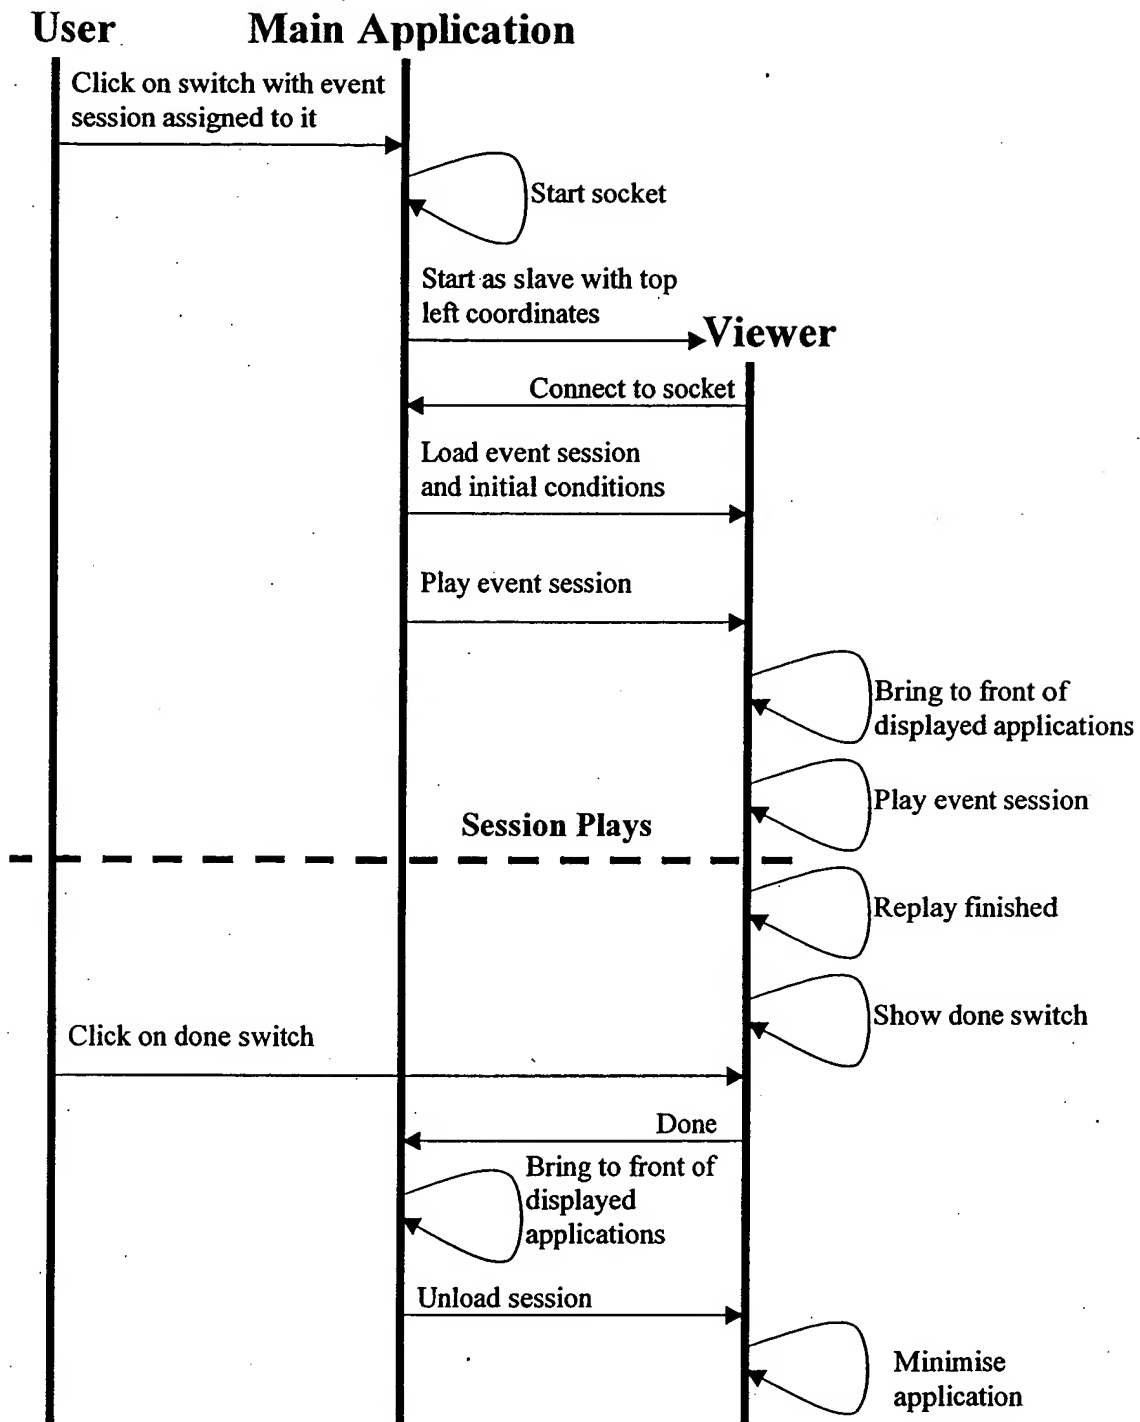 User
Main Application
Click on switch with event
session assigned to it
Start socket
Start as slave with top
left coordinates
Viewer
Connect to socket
Load event session
and initial conditions
Play event session
Bring to front of
displayed applications
Play event session
Session Plays
Replay finished
Show done switch
Click on done switch
Done
Bring to front of
displayed
applications
Unload session
Minimise
application